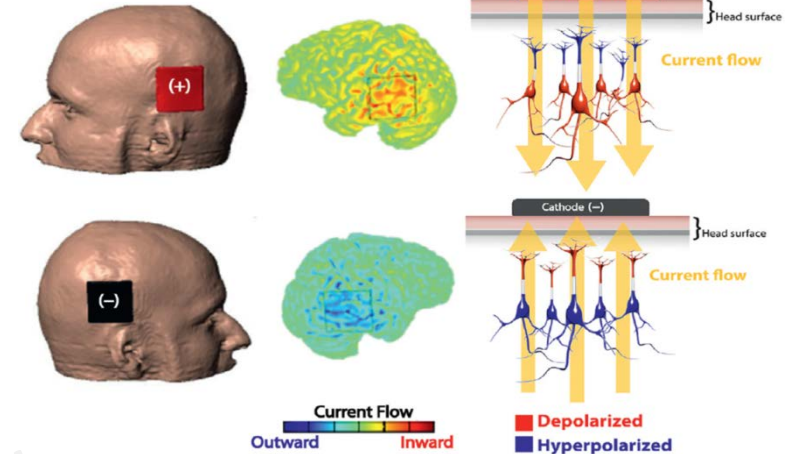 (+)
Head surface
Current flow
Cathode (−)
Head surface
Current flow
(−)
Current Flow
Outward
Inward
Depolarized
Hyperpolarized